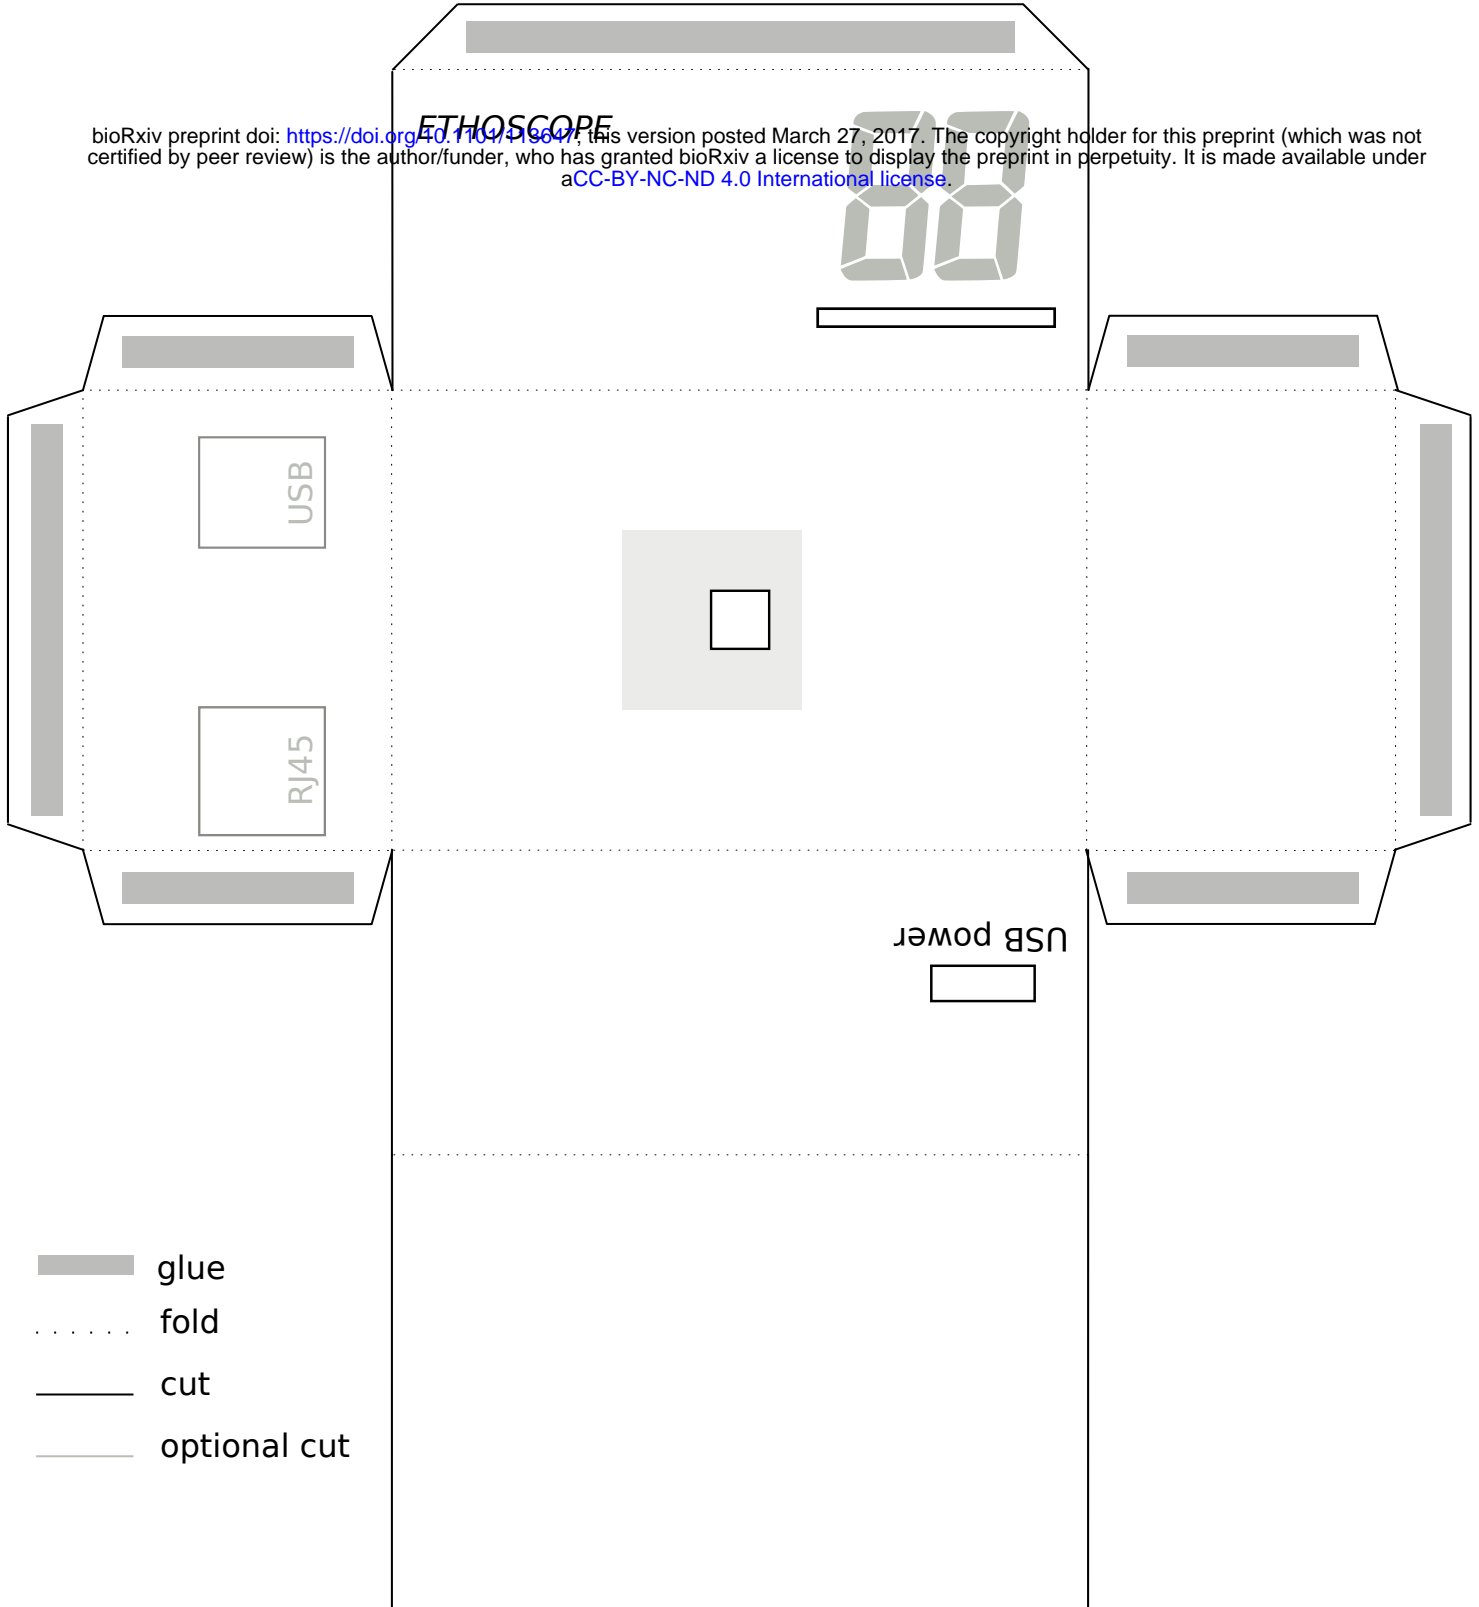 ETHOSCOPE
bioRxiv preprint doi: https://doi.org/10.1101/113647; this version posted March 27, 2017. The copyright holder for this preprint (which was not
certified by peer review) is the author/funder, who has granted bioRxiv a license to display the preprint in perpetuity. It is made available under
aCC-BY-NC-ND 4.0 International license.
88
USB
RJ45
USB power
glue
fold
cut
optional cut